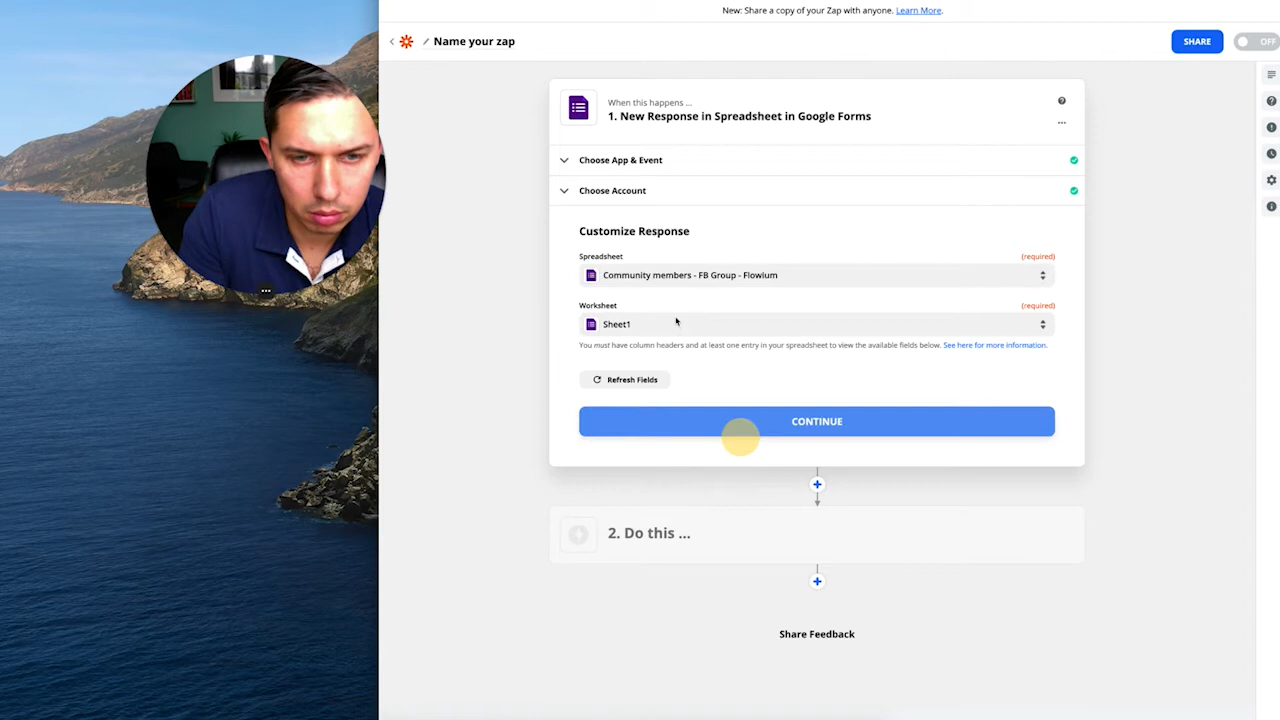 New: Share a copy of your Zap with anyone. Learn More.
Name your zap
SHARE
OFF
When this happens ...
1. New Response in Spreadsheet in Google Forms
Choose App & Event
Choose Account
Customize Response
Spreadsheet
(required)
Community members - FB Group - Flowium
Worksheet
(required)
Sheet1
You must have column headers and at least one entry in your spreadsheet to view the available fields below. See here for more information.
Refresh Fields
CONTINUE
2. Do this ...
Share Feedback